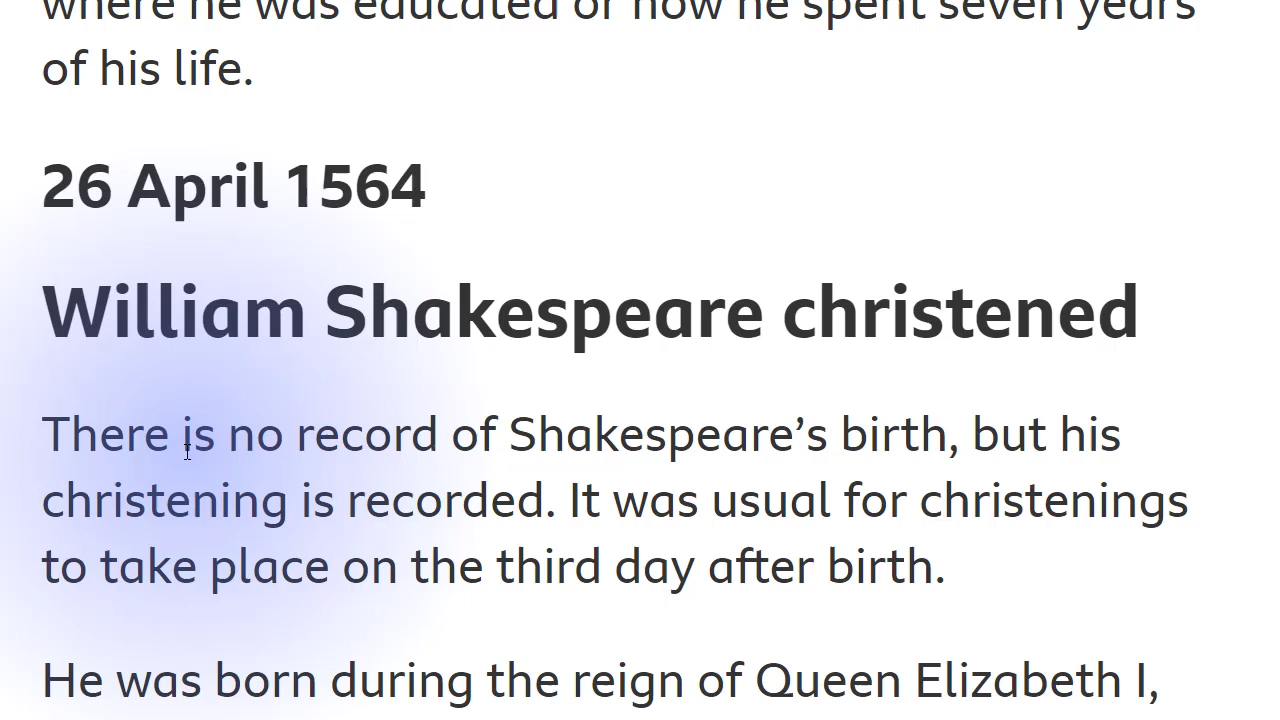 where he was educated or how he spent seven years
of his life.
26 April 1564
William Shakespeare christened
There is no record of Shakespeare’s birth, but his
christening is recorded. It was usual for christenings
to take place on the third day after birth.
He was born during the reign of Queen Elizabeth I,